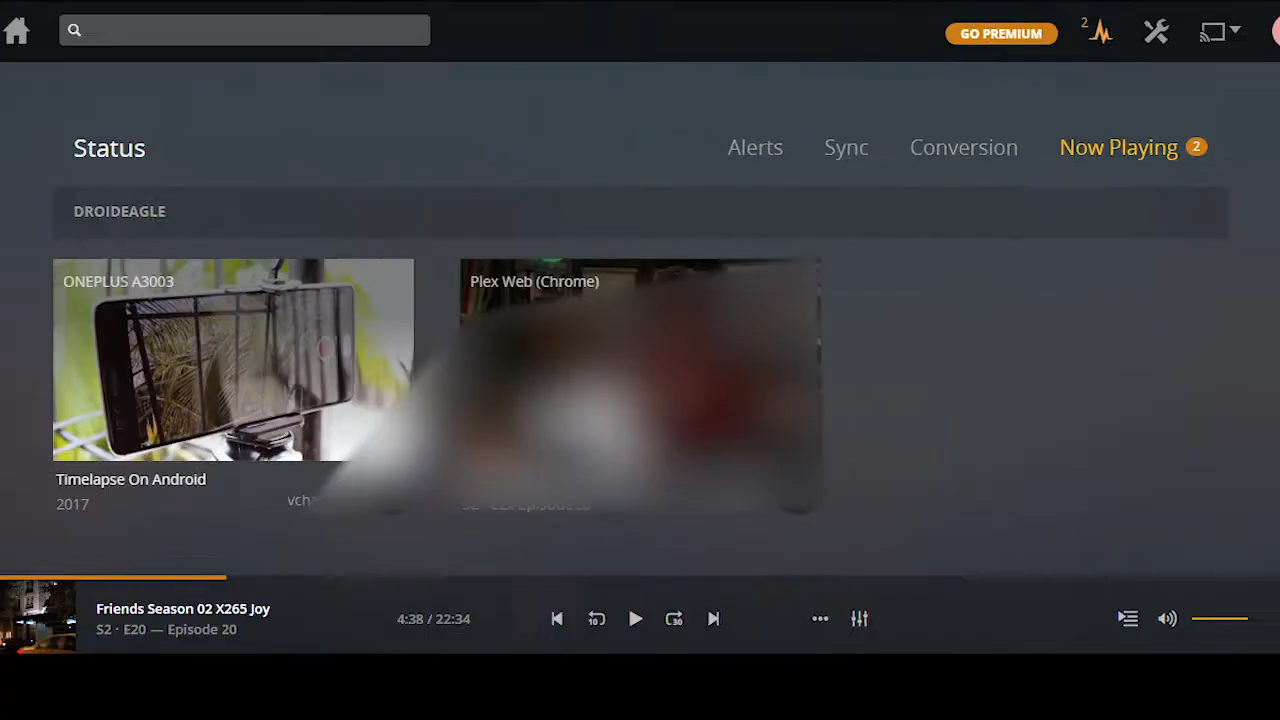 GO PREMIUM
2
Status
Alerts
Sync
Conversion
Now Playing 2
DROIDEAGLE
ONEPLUS A3003
Plex Web (Chrome)
Timelapse On Android
2017
vch
Friends Season 02 X265 Joy
S2 · E20 — Episode 20
4:38 / 22:34
10
30